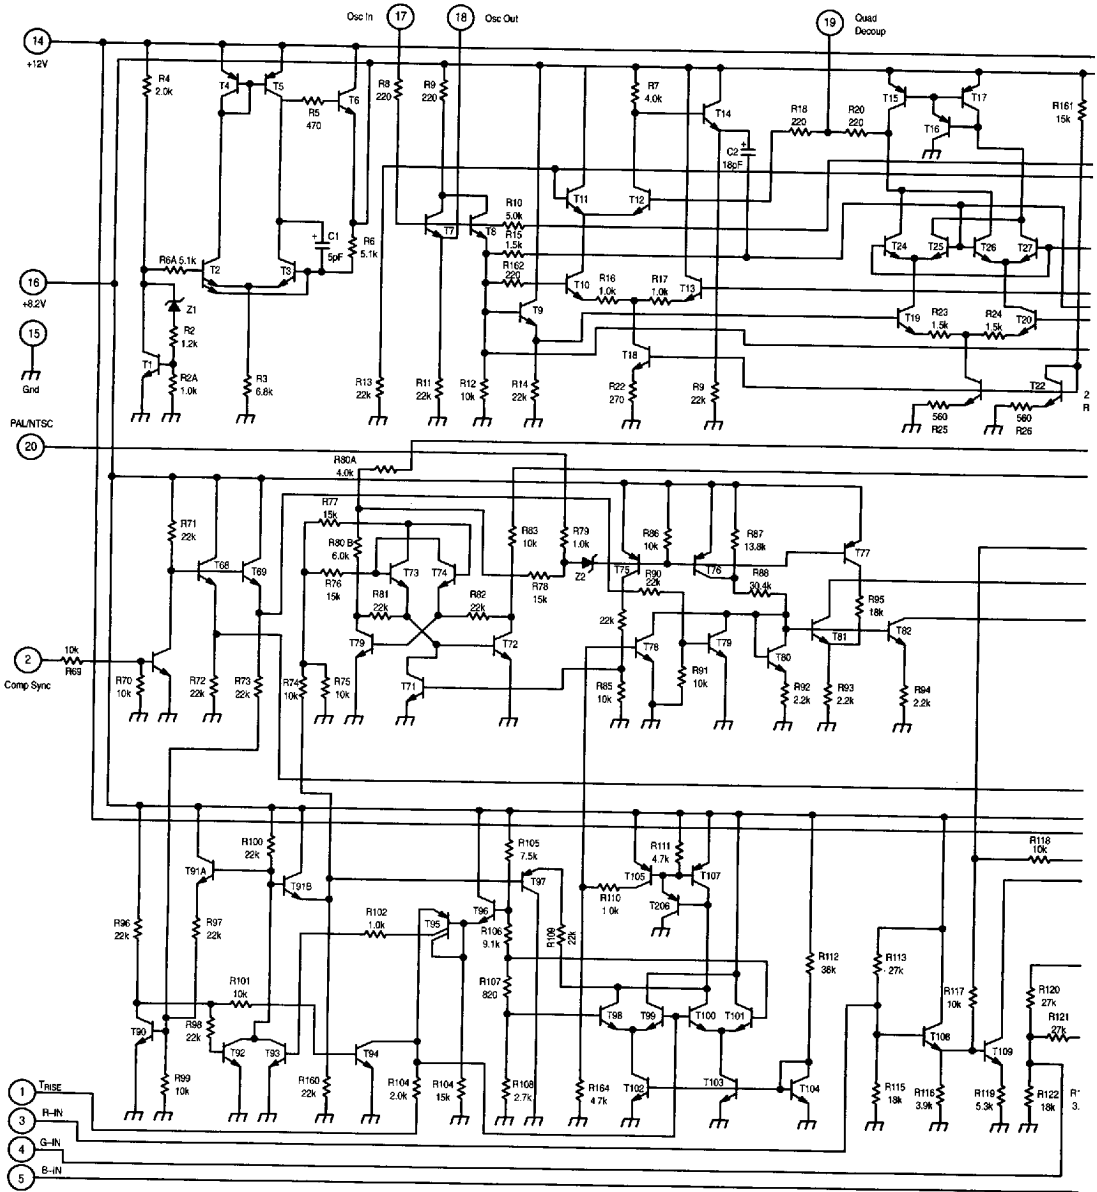 Osc In 17
18 Osc Out
19 Quad
Decoup
14
+12V
R4
2.0k
T4
T5
R5
470
T6
R8
220
R9
220
R7
4.0k
T14
C2
18pF
R18
220
R20
220
T15
T17
T16
R161
15k
T11
T12
R10
5.0k
R15
1.5k
R162
220
T7
T8
C1
5pF
R6
5.1k
R6A 5.1k
T2
T3
T24
T25
T26
T27
16
+8.2V
Z1
R2
1.2k
T10
R16
1.0k
R17
1.0k
T13
T9
T19
R23
1.5k
R24
1.5k
T20
15
Gnd
T1
R2A
1.0k
R3
6.8k
R13
22k
R11
22k
R12
10k
R14
22k
T18
R22
270
R9
22k
T22
2
R
560
R25
560
R26
PAL/NTSC
20
R80A
4.0k
R71
22k
R77
15k
R80 B
6.0k
R83
10k
R79
1.0k
R86
10k
R87
13.8k
T77
T68
T69
T73
T74
Z2
T75
T76
R76
15k
R78
15k
R90
22k
R88
30.4k
R95
18k
R81
22k
R82
22k
22k
T79
T72
T78
T79
T80
T81
T82
10k
R69
2
Comp Sync
R70
10k
R72
22k
R73
22k
R74
10k
R75
10k
T71
R85
10k
R91
10k
R92
2.2k
R93
2.2k
R94
2.2k
R100
22k
R105
7.5k
R111
4.7k
R118
10k
T91A
T91B
T97
T105
T107
R110
1.0k
T206
R96
22k
R97
22k
R102
1.0k
T95
T96
R106
9.1k
R109
22k
R112
36k
R113
27k
R107
820
R117
10k
R120
27k
R101
10k
R98
22k
T98
T99
T100
T101
R121
27k
T90
T92
T93
T94
T108
T109
R99
10k
R160
22k
R104
2.0k
R104
15k
R108
2.7k
R164
4.7k
T102
T103
T104
R115
18k
R116
3.9k
R119
5.3k
R122
18k
R1
3.
1 TRISE
3 R-IN
4 G-IN
5 B-IN